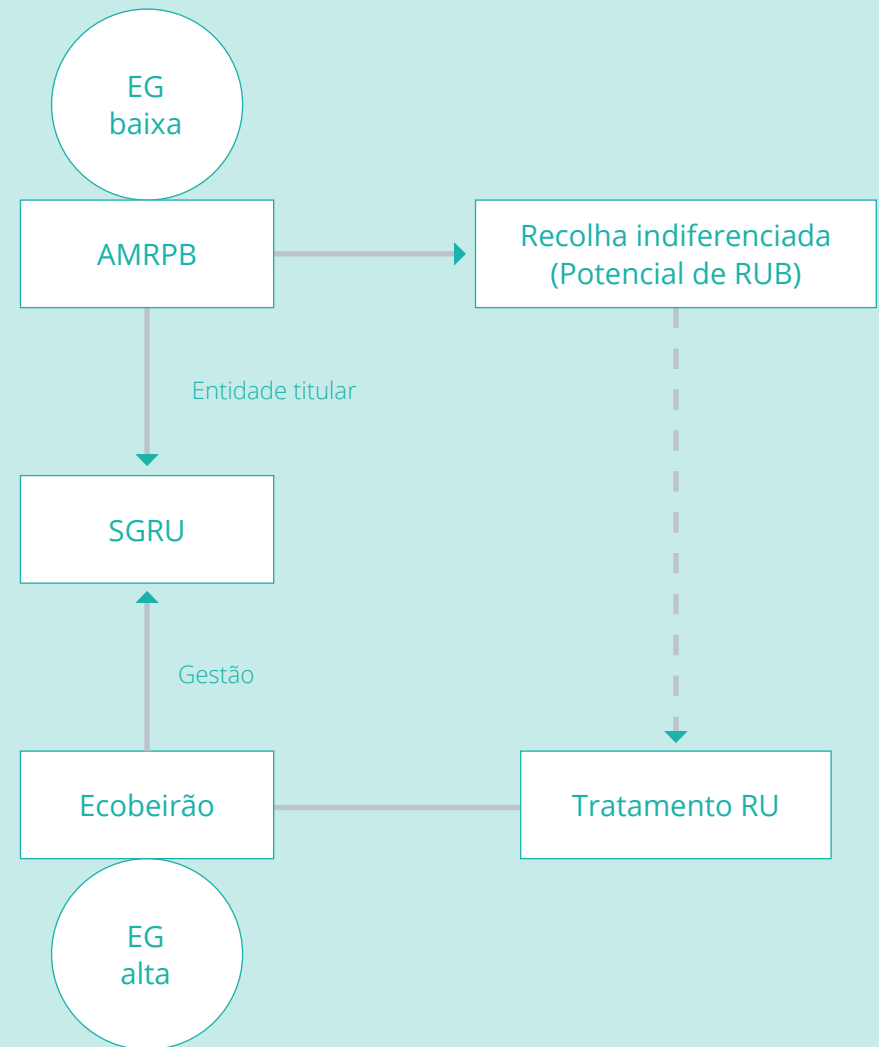 EG
baixa
AMRPB
Recolha indiferenciada
(Potencial de RUB)
Entidade titular
SGRU
Gestão
Ecobeirão
Tratamento RU
EG
alta